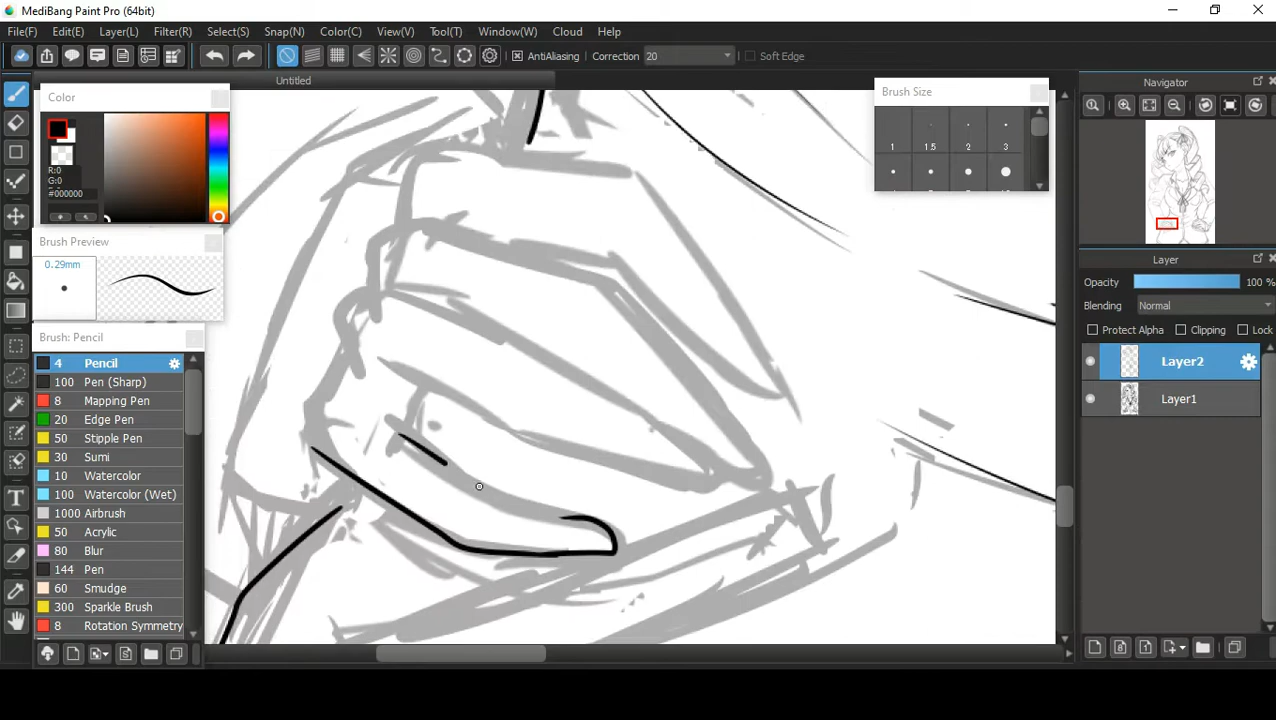 MediBang Paint Pro (64bit)
File(F) Edit(E) Layer(L) Filter(R) Select(S) Snap(N) Color(C) View(V) Tool(T) Window(W) Cloud Help
AntiAliasing Correction 20 Soft Edge
Untitled
Color
R:0
G:0
#000000
Brush Preview
0.29mm
Brush: Pencil
4 Pencil
100 Pen (Sharp)
8 Mapping Pen
20 Edge Pen
50 Stipple Pen
30 Sumi
10 Watercolor
100 Watercolor (Wet)
1000 Airbrush
50 Acrylic
80 Blur
144 Pen
60 Smudge
300 Sparkle Brush
8 Rotation Symmetry
Brush Size
1 1.5 2 3
Navigator
Layer
Opacity 100 %
Blending Normal
Protect Alpha Clipping Lock
Layer2
Layer1